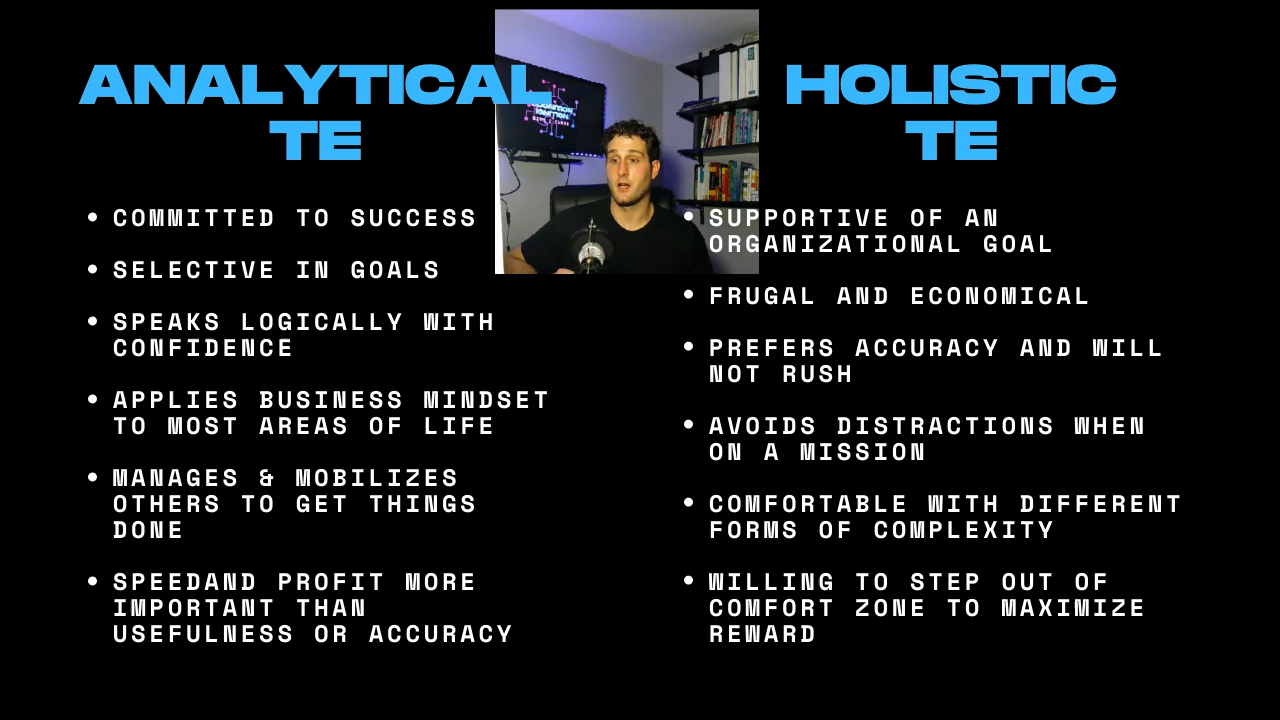 ANALYTICAL
TE
• COMMITTED TO SUCCESS
• SELECTIVE IN GOALS
• SPEAKS LOGICALLY WITH
CONFIDENCE
• APPLIES BUSINESS MINDSET
TO MOST AREAS OF LIFE
• MANAGES & MOBILIZES
OTHERS TO GET THINGS
DONE
• SPEEDAND PROFIT MORE
IMPORTANT THAN
USEFULNESS OR ACCURACY
HOLISTIC
TE
• SUPPORTIVE OF AN
ORGANIZATIONAL GOAL
• FRUGAL AND ECONOMICAL
• PREFERS ACCURACY AND WILL
NOT RUSH
• AVOIDS DISTRACTIONS WHEN
ON A MISSION
• COMFORTABLE WITH DIFFERENT
FORMS OF COMPLEXITY
• WILLING TO STEP OUT OF
COMFORT ZONE TO MAXIMIZE
REWARD